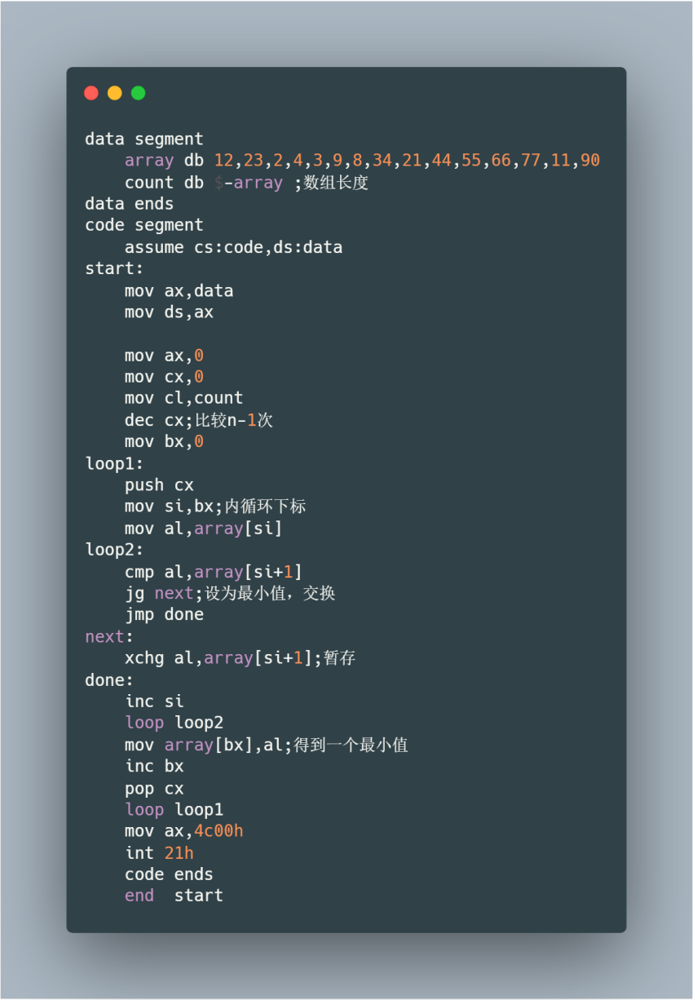 data segment
    array db 12,23,2,4,3,9,8,34,21,44,55,66,77,11,90
    count db $-array ;数组长度
data ends
code segment
    assume cs:code,ds:data
start:
    mov ax,data
    mov ds,ax

    mov ax,0
    mov cx,0
    mov cl,count
    dec cx;比较n-1次
    mov bx,0
loop1:
    push cx
    mov si,bx;内循环下标
    mov al,array[si]
loop2:
    cmp al,array[si+1]
    jg next;设为最小值，交换
    jmp done
next:
    xchg al,array[si+1];暂存
done:
    inc si
    loop loop2
    mov array[bx],al;得到一个最小值
    inc bx
    pop cx
    loop loop1
    mov ax,4c00h
    int 21h
    code ends
    end  start